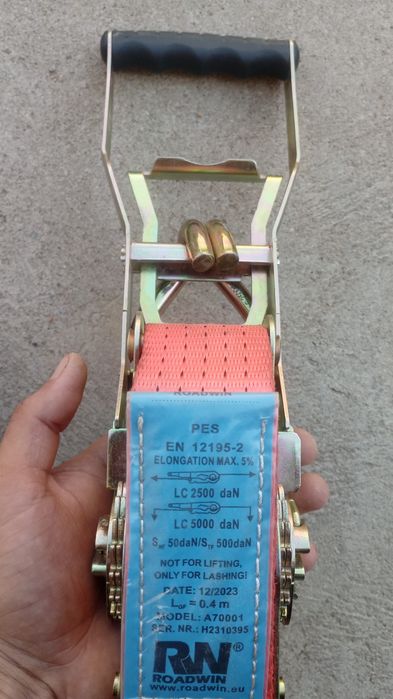 ROADWIN
PES
EN 12195-2
ELONGATION MAX. 5%
LC 2500 daN
LC 5000 daN
SHF 50daN/STF 500daN
NOT FOR LIFTING,
ONLY FOR LASHING!
DATE: 12/2023
LGF = 0.4 m
MODEL: A70001
SER. NR.: H2310395
RW®
ROADWIN
www.roadwin.eu